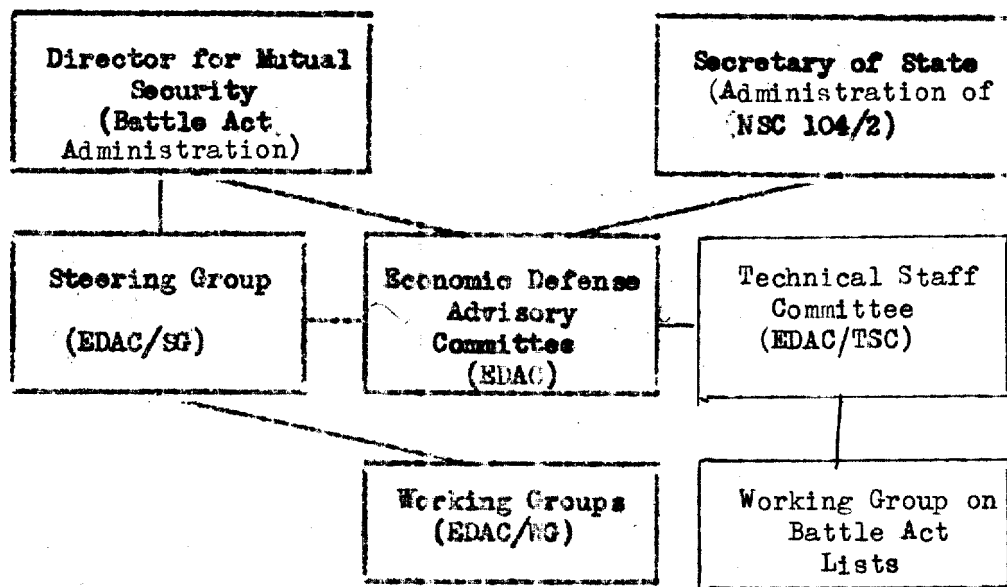 Director for Mutual
Security
(Battle Act
Administration)
Secretary of State
(Administration of
NSC 104/2)
Steering Group
(EDAC/SG)
Economic Defense
Advisory
Committee
(EDAC)
Technical Staff
Committee
(EDAC/TSC)
Working Groups
(EDAC/WG)
Working Group on
Battle Act
Lists